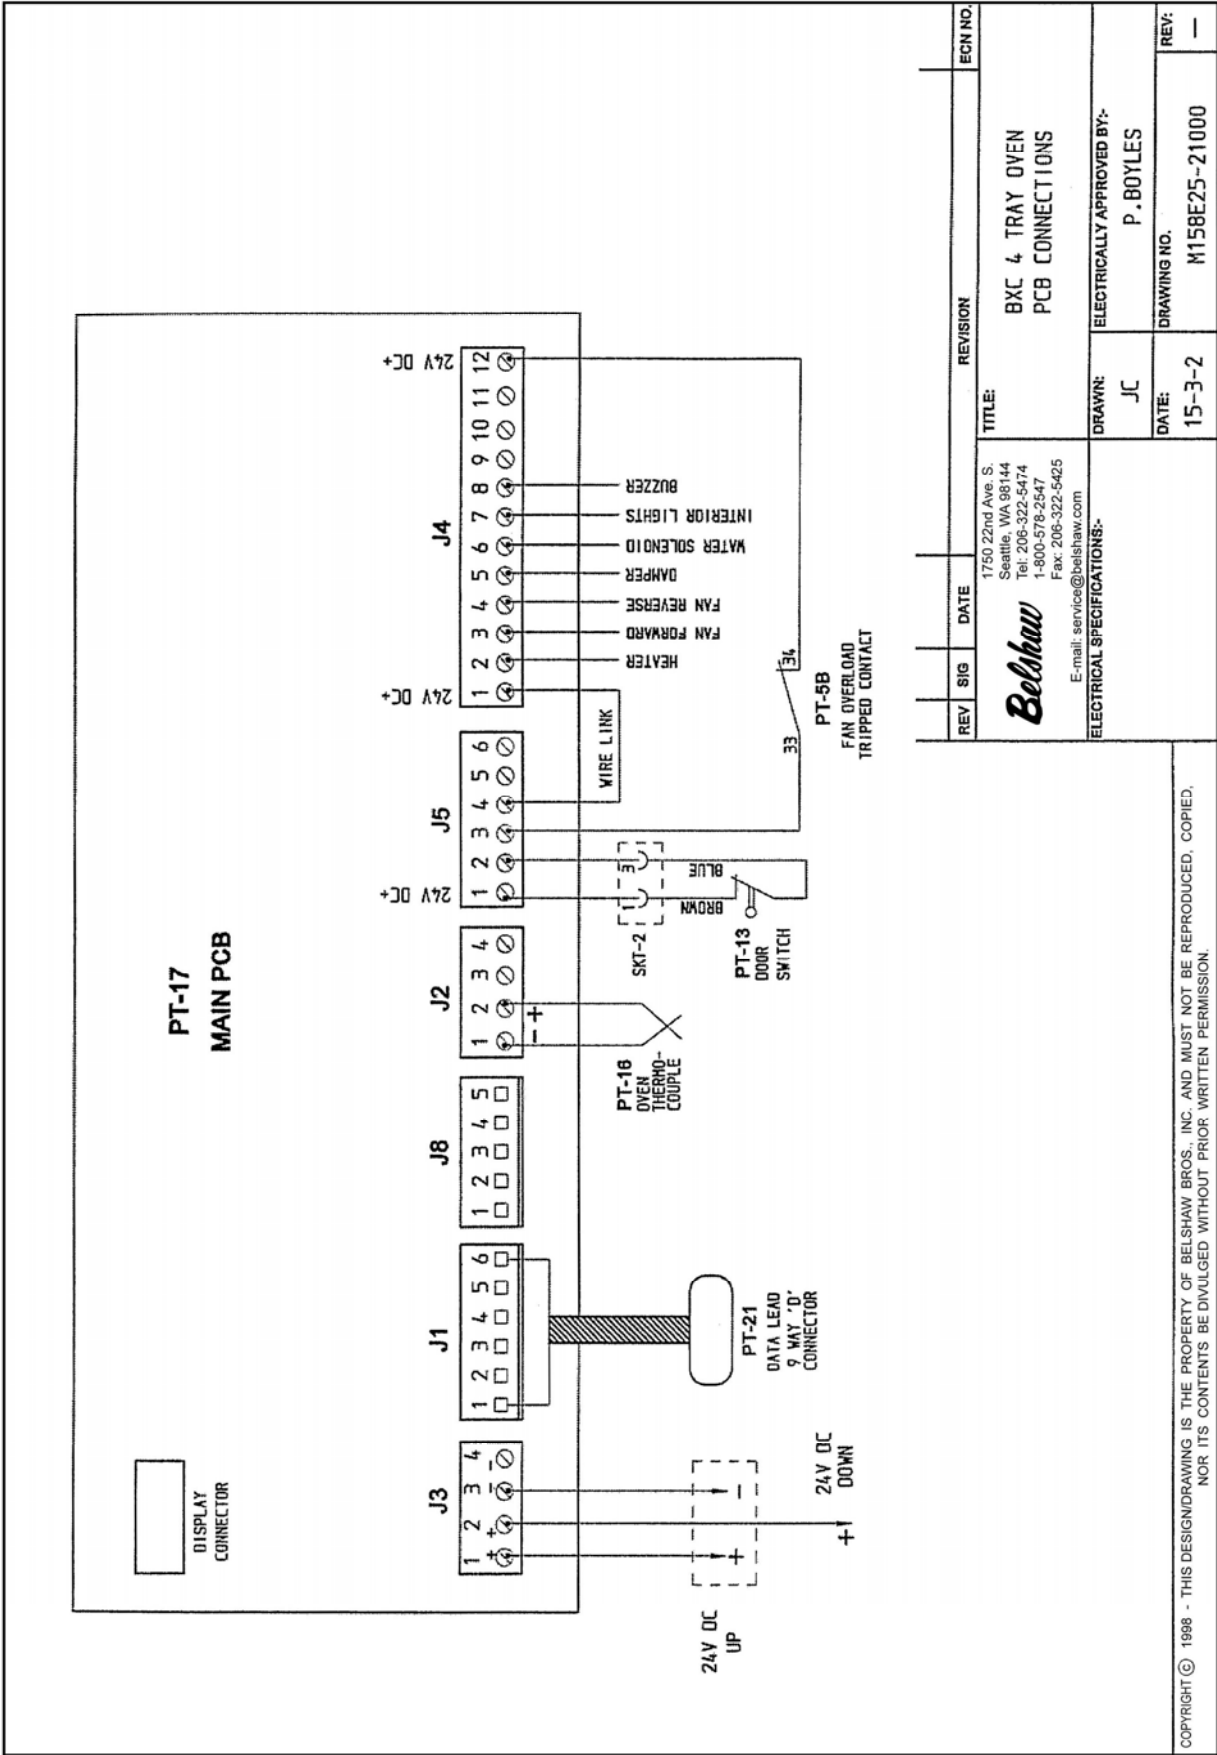 PT-17
MAIN PCB
DISPLAY
CONNECTOR
J3
1 2 3 4
+ + - -
J1
1 2 3 4 5 6
J8
1 2 3 4 5
J2
1 2 3 4
- +
J5
1 2 3 4 5 6
24V DC+
J4
1 2 3 4 5 6 7 8 9 10 11 12
24V DC+
24V DC+
24V DC
UP
+ -
24V DC
DOWN
+
PT-21
DATA LEAD
9 WAY 'D'
CONNECTOR
PT-16
OVEN
THERMO-
COUPLE
SKT-2
1 3
BROWN
BLUE
PT-13
DOOR
SWITCH
WIRE LINK
HEATER
FAN FORWARD
FAN REVERSE
DAMPER
WATER SOLENOID
INTERIOR LIGHTS
BUZZER
33 34
PT-5B
FAN OVERLOAD
TRIPPED CONTACT
REV SIG DATE REVISION ECN NO.
Belshaw
1750 22nd Ave. S.
Seattle, WA 98144
Tel: 206-322-5474
1-800-578-2547
Fax: 206-322-5425
E-mail: service@belshaw.com
TITLE:
BXC 4 TRAY OVEN
PCB CONNECTIONS
ELECTRICAL SPECIFICATIONS:-
DRAWN:
JC
ELECTRICALLY APPROVED BY:-
P.BOYLES
DATE:
15-3-2
DRAWING NO.
M158E25-21000
REV:
—
COPYRIGHT © 1998 - THIS DESIGN/DRAWING IS THE PROPERTY OF BELSHAW BROS., INC. AND MUST NOT BE REPRODUCED, COPIED,
NOR ITS CONTENTS BE DIVULGED WITHOUT PRIOR WRITTEN PERMISSION.